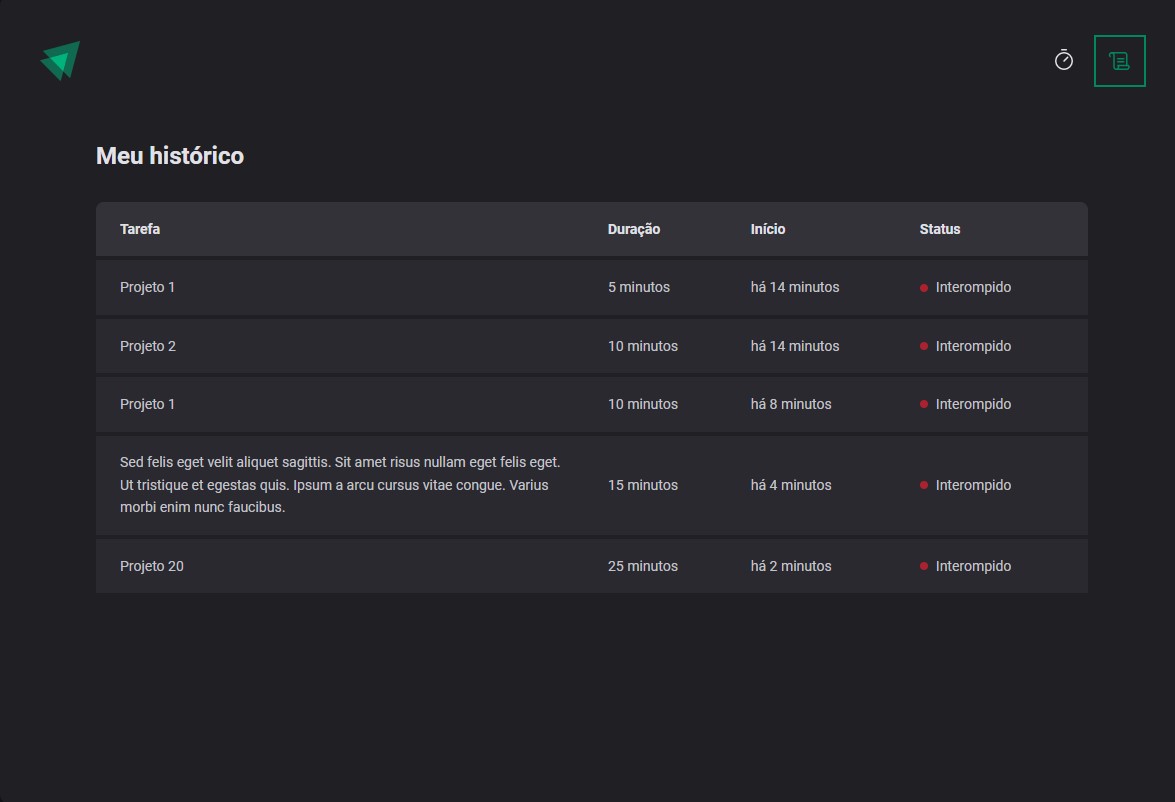 Meu histórico
Tarefa Duração Início Status
Projeto 1 5 minutos há 14 minutos Interompido
Projeto 2 10 minutos há 14 minutos Interompido
Projeto 1 10 minutos há 8 minutos Interompido
Sed felis eget velit aliquet sagittis. Sit amet risus nullam eget felis eget.
Ut tristique et egestas quis. Ipsum a arcu cursus vitae congue. Varius
morbi enim nunc faucibus.
15 minutos há 4 minutos Interompido
Projeto 20 25 minutos há 2 minutos Interompido